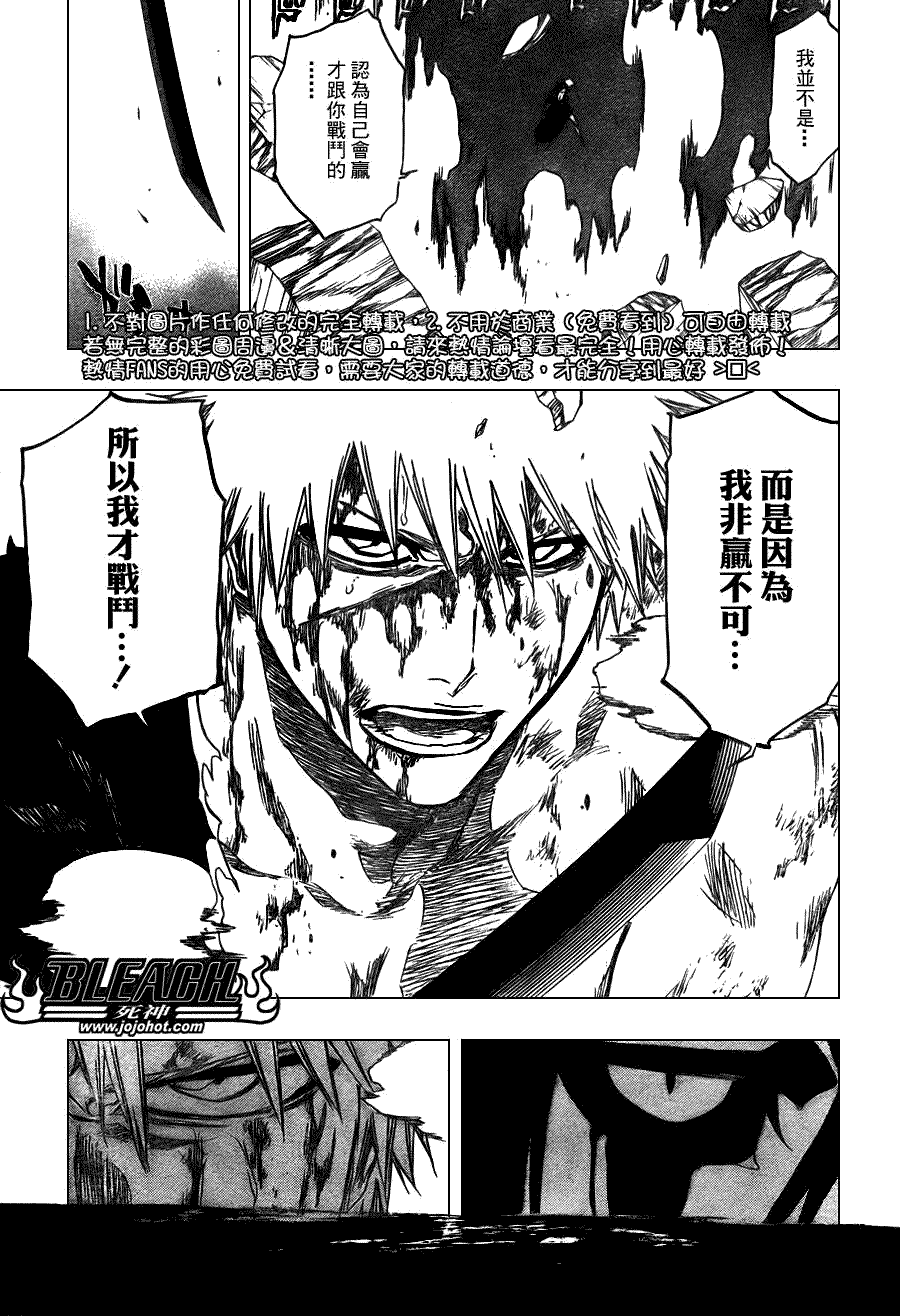 我並不是…
認為自己會贏
才跟你戰鬥的
……
1. 不對圖片作任何修改的完全轉載，2. 不用於商業（免費看到）可自由轉載
若無完整的彩圖周漫&清晰大圖，請來熱情論壇看最完全！用心轉載發佈！
熱情FANS的用心免費試看，需要大家的轉載道德，才能分享到最好 >□<
而是因為
我非贏不可…
所以我才戰鬥…！
BLEACH
死神
www.jojohot.com